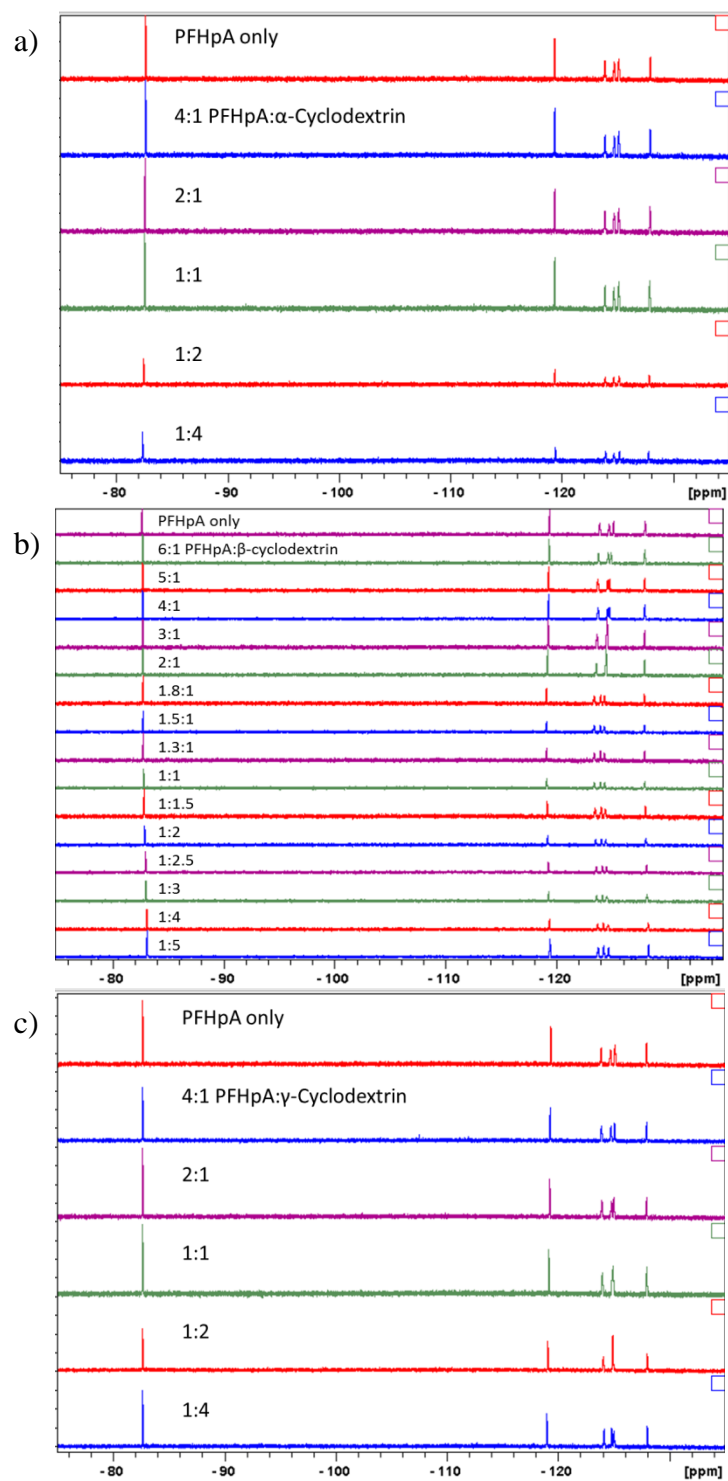 a)
PFHpA only
4:1 PFHpA:α-Cyclodextrin
2:1
1:1
1:2
1:4
- 80 - 90 - 100 - 110 - 120 [ppm]
b)
PFHpA only
6:1 PFHpA:β-cyclodextrin
5:1
4:1
3:1
2:1
1.8:1
1.5:1
1.3:1
1:1
1:1.5
1:2
1:2.5
1:3
1:4
1:5
- 80 - 90 - 100 - 110 - 120 [ppm]
c)
PFHpA only
4:1 PFHpA:γ-Cyclodextrin
2:1
1:1
1:2
1:4
- 80 - 90 - 100 - 110 - 120 [ppm]